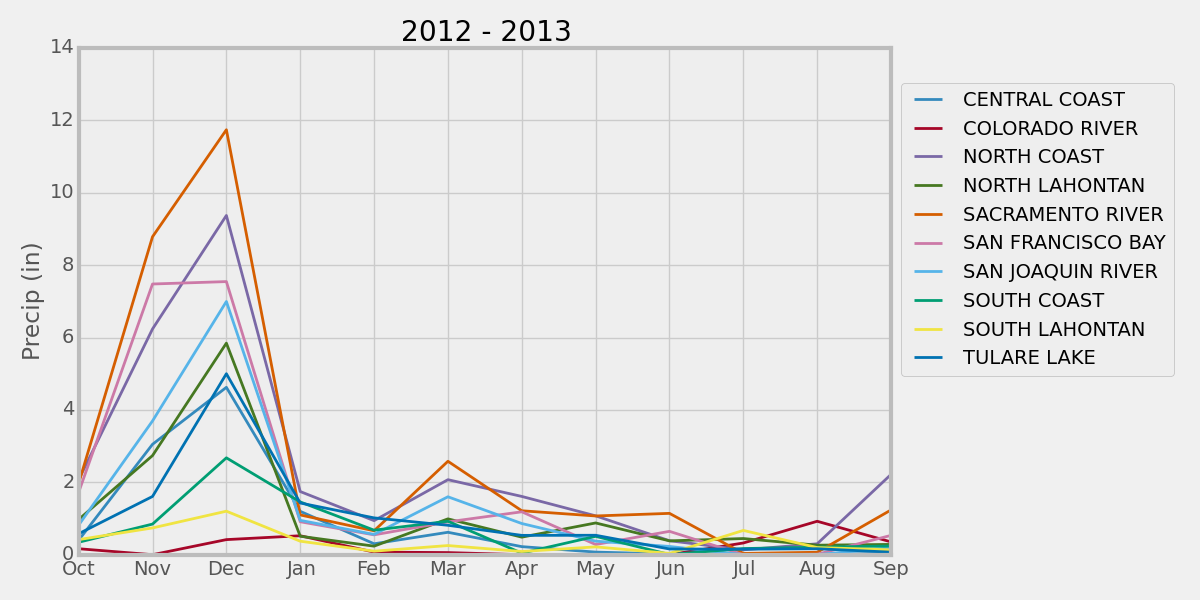 2012 - 2013
14
12
10
8
6
4
2
0
Precip (in)
Oct Nov Dec Jan Feb Mar Apr May Jun Jul Aug Sep
CENTRAL COAST
COLORADO RIVER
NORTH COAST
NORTH LAHONTAN
SACRAMENTO RIVER
SAN FRANCISCO BAY
SAN JOAQUIN RIVER
SOUTH COAST
SOUTH LAHONTAN
TULARE LAKE